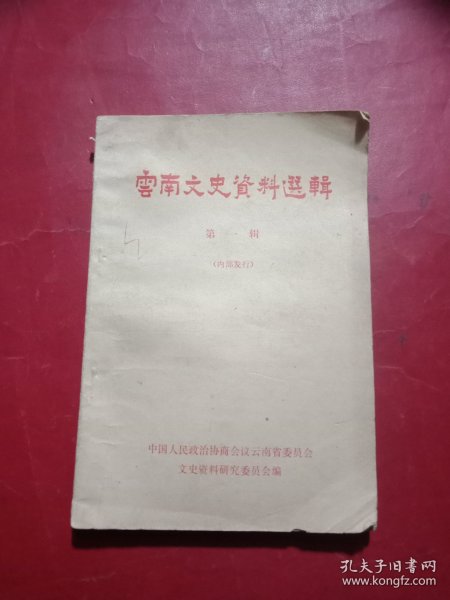 雲南文史資料選輯
第一辑
(内部发行)
中国人民政治协商会议云南省委员会
文史资料研究委员会编
孔夫子旧书网
www.kongfz.com